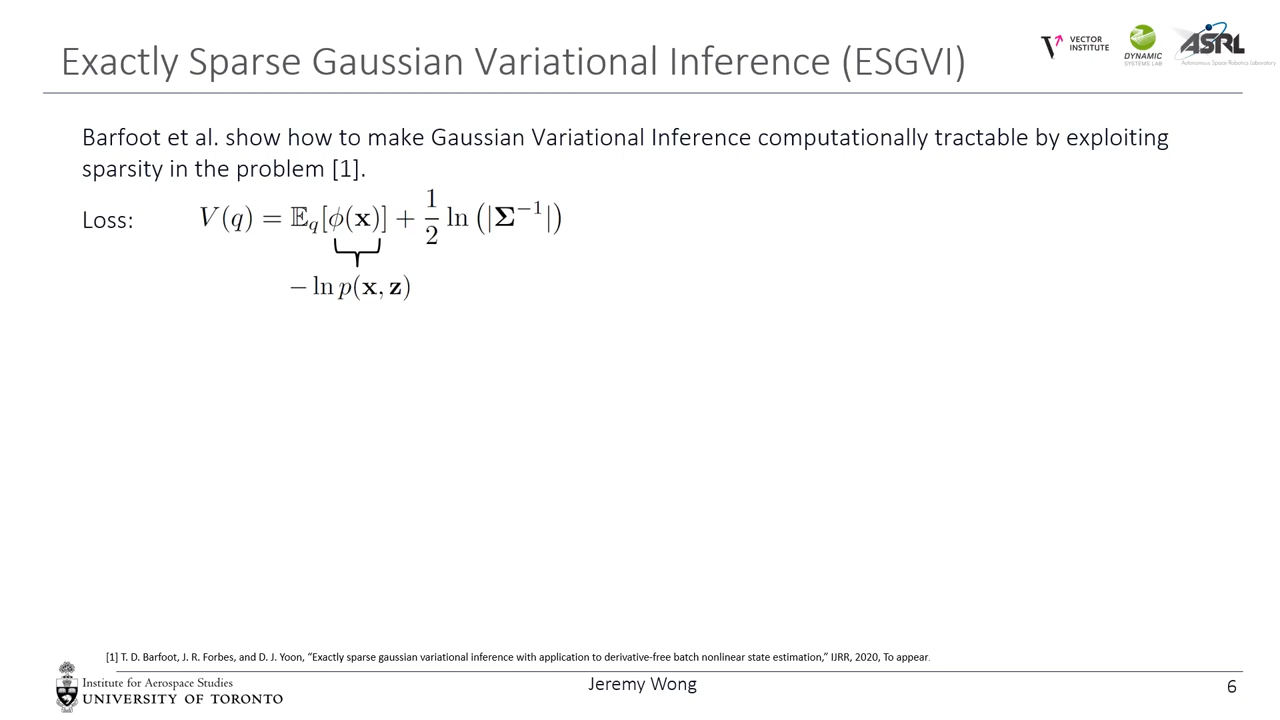 Exactly Sparse Gaussian Variational Inference (ESGVI)
VECTOR
INSTITUTE
DYNAMIC
SYSTEMS LAB
ASRL
Autonomous Space Robotics Laboratory
Barfoot et al. show how to make Gaussian Variational Inference computationally tractable by exploiting
sparsity in the problem [1].
Loss: V(q) = 𝔼q[ϕ(x)] + 1/2 ln (|Σ⁻¹|)
− ln p(x, z)
[1] T. D. Barfoot, J. R. Forbes, and D. J. Yoon, “Exactly sparse gaussian variational inference with application to derivative-free batch nonlinear state estimation,” IJRR, 2020, To appear.
Institute for Aerospace Studies
UNIVERSITY OF TORONTO
Jeremy Wong
6